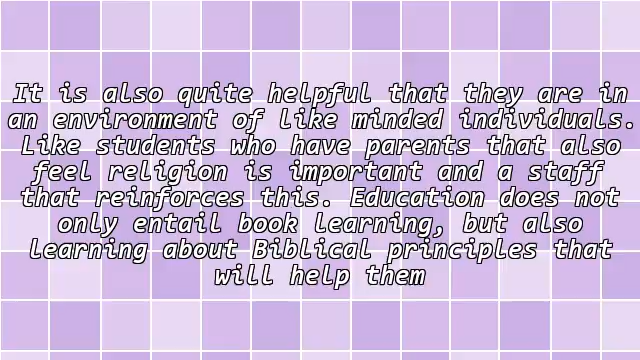 It is also quite helpful that they are in
an environment of like minded individuals.
Like students who have parents that also
feel religion is important and a staff
that reinforces this. Education does not
only entail book learning, but also
learning about Biblical principles that
will help them